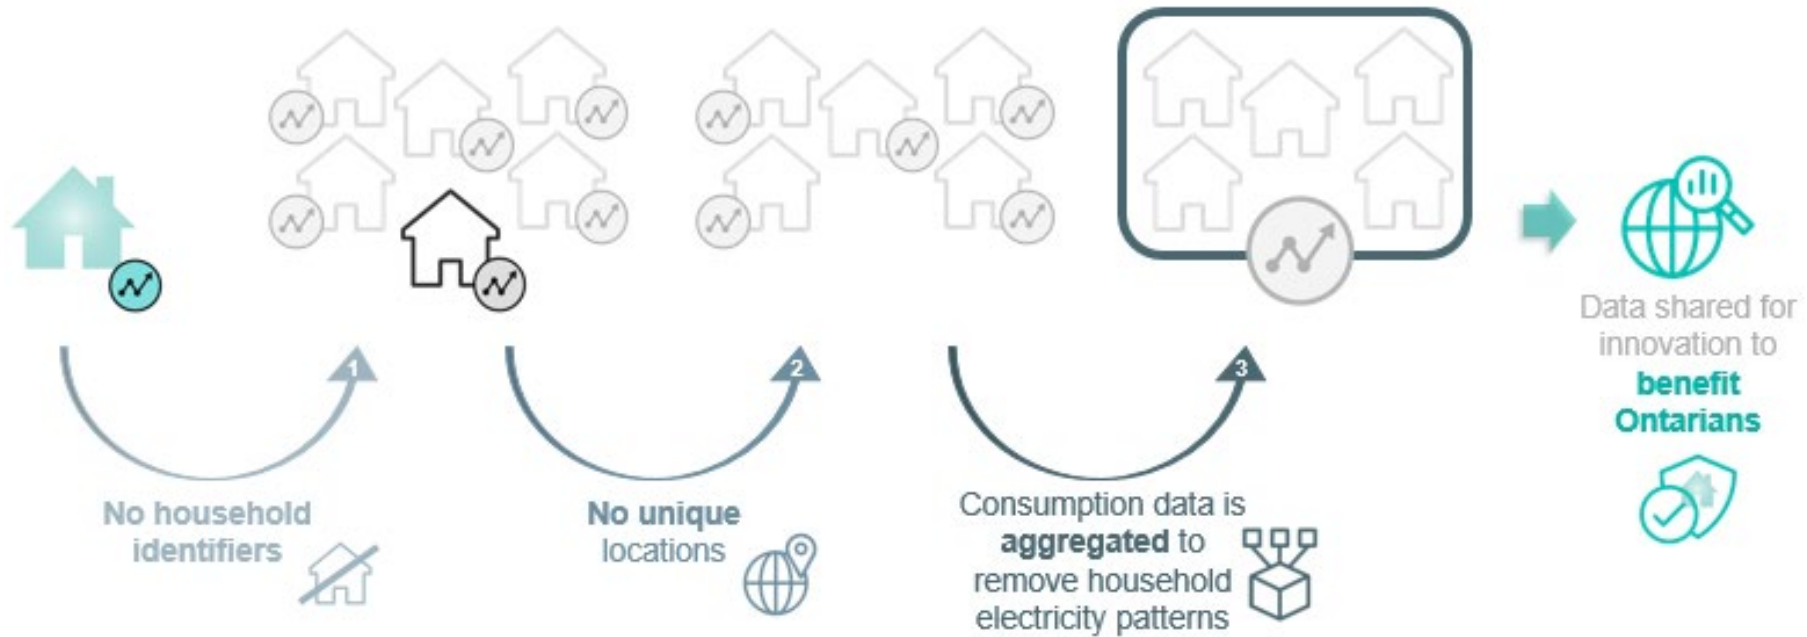 1
No household
identifiers
2
No unique
locations
3
Consumption data is
aggregated to
remove household
electricity patterns
Data shared for
innovation to
benefit
Ontarians